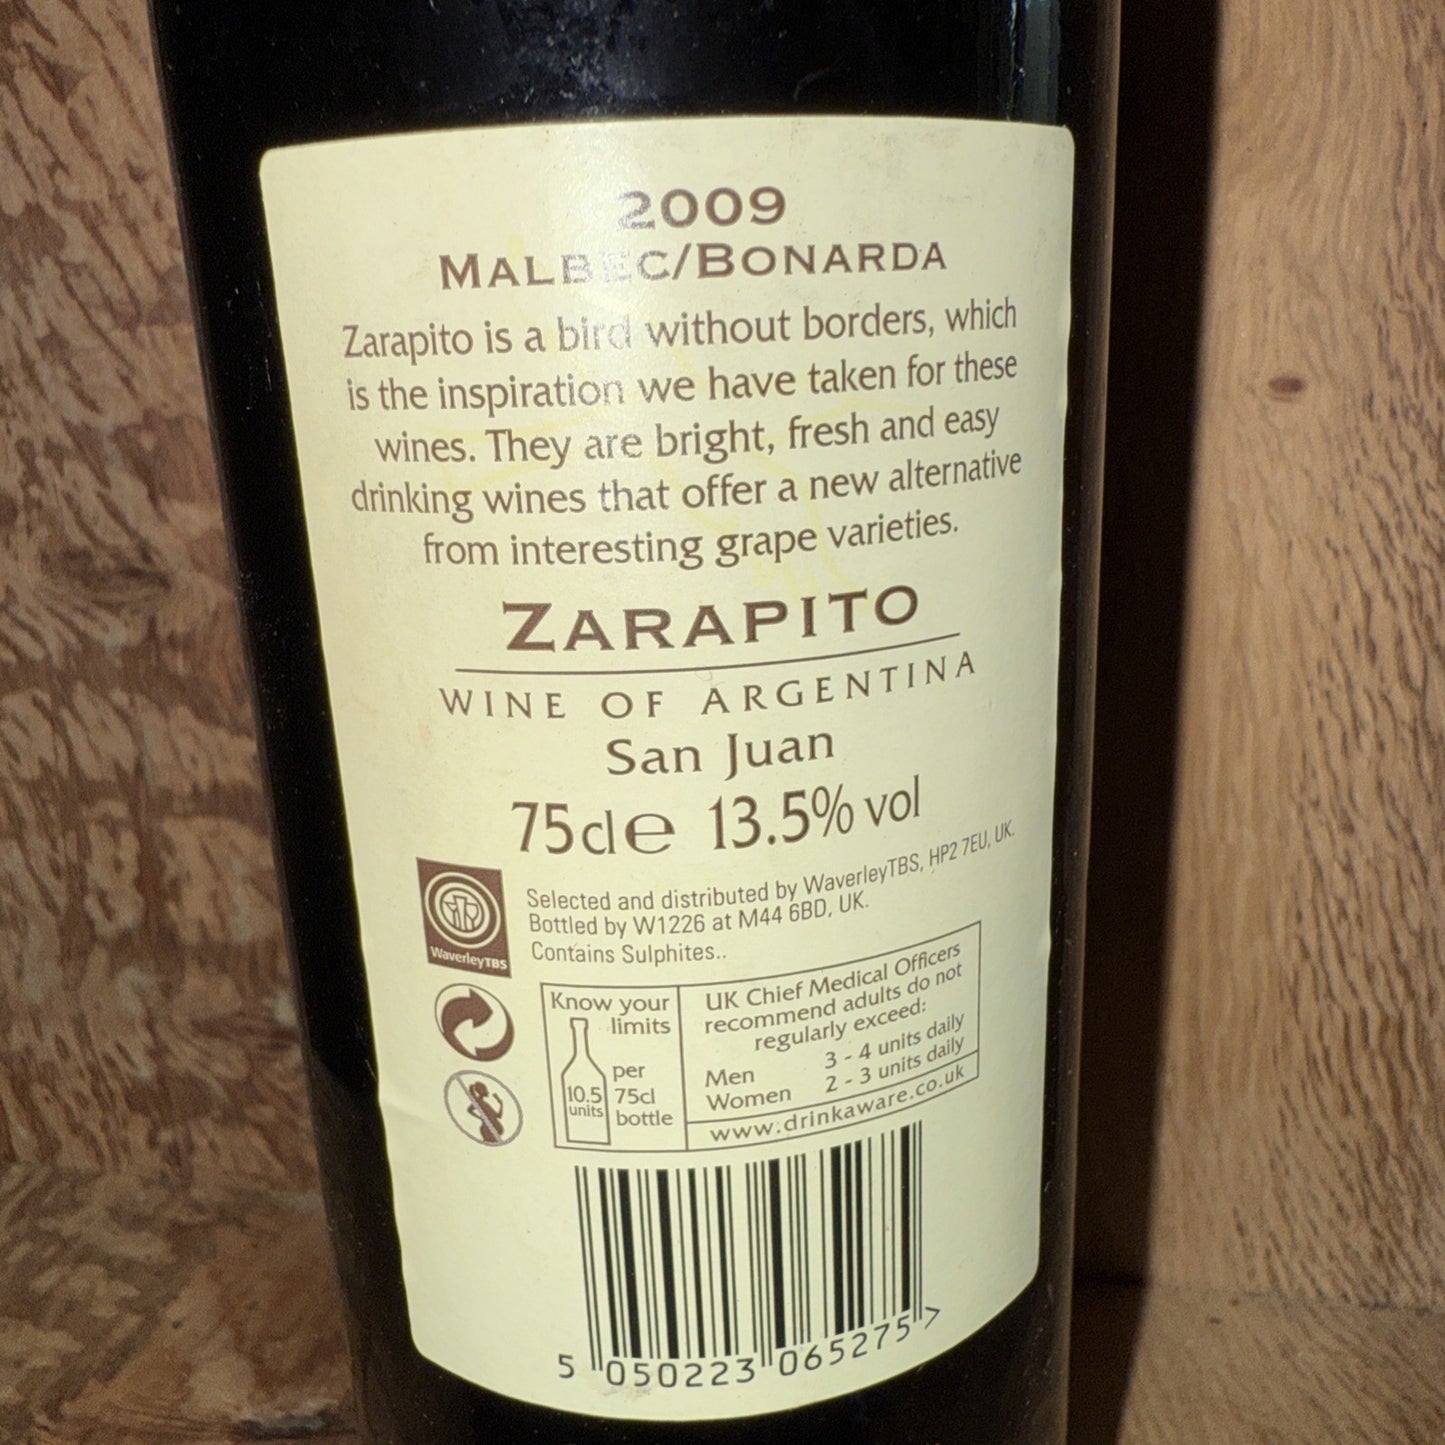 2009
MALBEC/BONARDA
Zarapito is a bird without borders, which
is the inspiration we have taken for these
wines. They are bright, fresh and easy
drinking wines that offer a new alternative
from interesting grape varieties.
ZARAPITO
WINE OF ARGENTINA
San Juan
75cl e 13.5% vol
Selected and distributed by WaverleyTBS, HP2 7EU, UK.
Bottled by W1226 at M44 6BD, UK.
Contains Sulphites..
WaverleyTBS
Know your
limits
10.5
units
per
75cl
bottle
UK Chief Medical Officers
recommend adults do not
regularly exceed:
Men 3 - 4 units daily
Women 2 - 3 units daily
www.drinkaware.co.uk
5 050223 065275 >